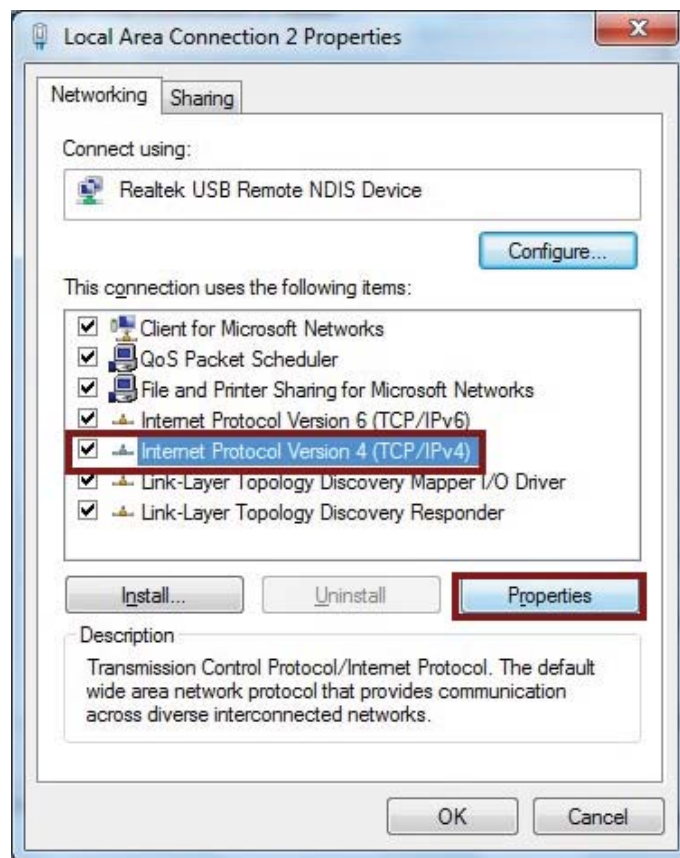 Local Area Connection 2 Properties
Networking Sharing
Connect using:
Realtek USB Remote NDIS Device
Configure...
This connection uses the following items:
Client for Microsoft Networks
QoS Packet Scheduler
File and Printer Sharing for Microsoft Networks
Internet Protocol Version 6 (TCP/IPv6)
Internet Protocol Version 4 (TCP/IPv4)
Link-Layer Topology Discovery Mapper I/O Driver
Link-Layer Topology Discovery Responder
Install... Uninstall Properties
Description
Transmission Control Protocol/Internet Protocol. The default
wide area network protocol that provides communication
across diverse interconnected networks.
OK Cancel